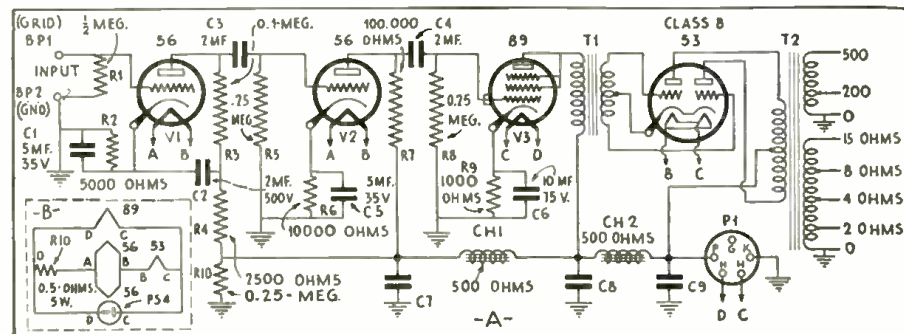 (GRID) BP1
½ MEG.
C3
2MF.
0.1-MEG.
100,000 OHMS
C4
2 MF.
CLASS B
56
56
89
T1
53
T2
500
200
0
INPUT
R1
BP2
(GND)
C1
5MF.
35V
R2
5000 OHMS
V1
A
B
.25 MEG.
R3
R5
V2
A
B
R7
0.25 MEG.
R8
V3
C
D
B
C
15 OHMS
8 OHMS
4 OHMS
2 OHMS
0
C2
2MF.
500V.
R6
10000 OHMS
5MF.
35V
C5
R9
1000 OHMS
10 MF
75 V.
C6
CH1
500 OHMS
CH 2
500 OHMS
P1
P
G
K
H
H
D
C
R4
R10
2500 OHMS
0.25-MEG.
C7
C8
C9
-B-
89
D
C
R10
D
A
56
B
53
B
C
0.5-OHMS.
5 W.
56
PS4
D
C
-A-